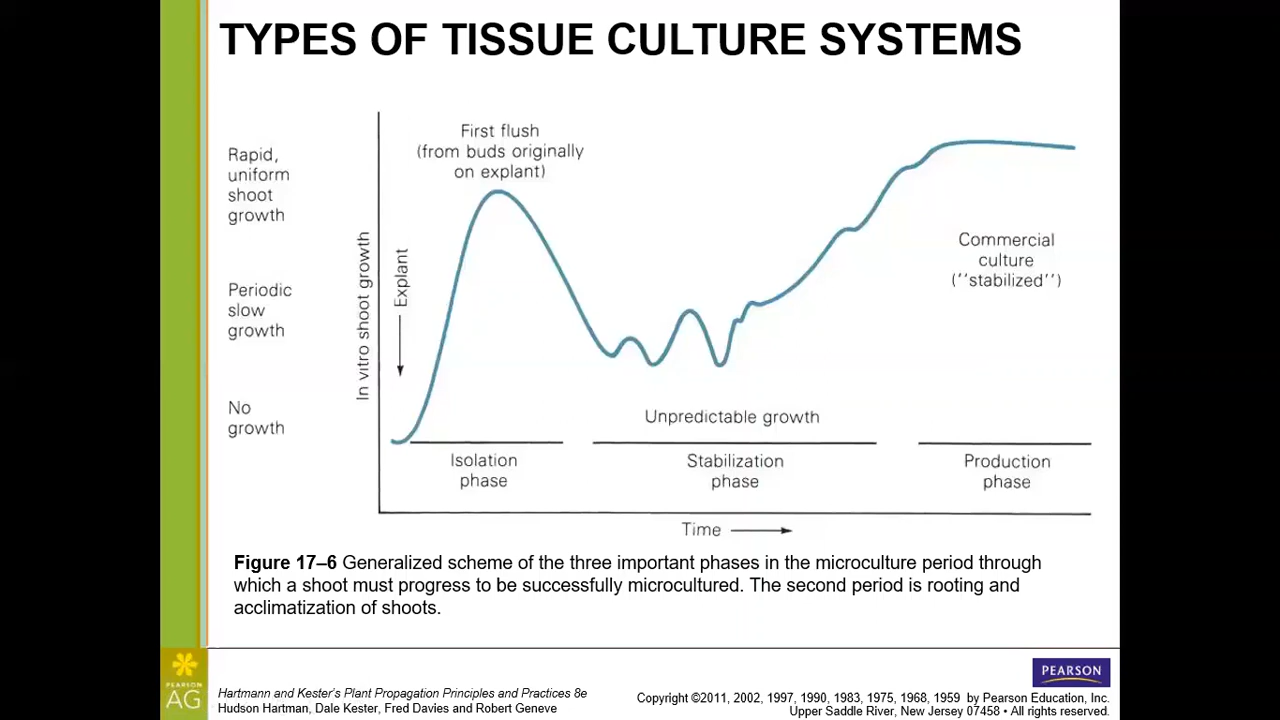 TYPES OF TISSUE CULTURE SYSTEMS
First flush
(from buds originally
on explant)
Rapid,
uniform
shoot
growth
Periodic
slow
growth
No
growth
In vitro shoot growth
Explant
Commercial
culture
(''stabilized'')
Unpredictable growth
Isolation
phase
Stabilization
phase
Production
phase
Time
Figure 17–6 Generalized scheme of the three important phases in the microculture period through
which a shoot must progress to be successfully microcultured. The second period is rooting and
acclimatization of shoots.
PEARSON
AG
Hartmann and Kester's Plant Propagation Principles and Practices 8e
Hudson Hartman, Dale Kester, Fred Davies and Robert Geneve
PEARSON
Copyright ©2011, 2002, 1997, 1990, 1983, 1975, 1968, 1959 by Pearson Education, Inc.
Upper Saddle River, New Jersey 07458 • All rights reserved.